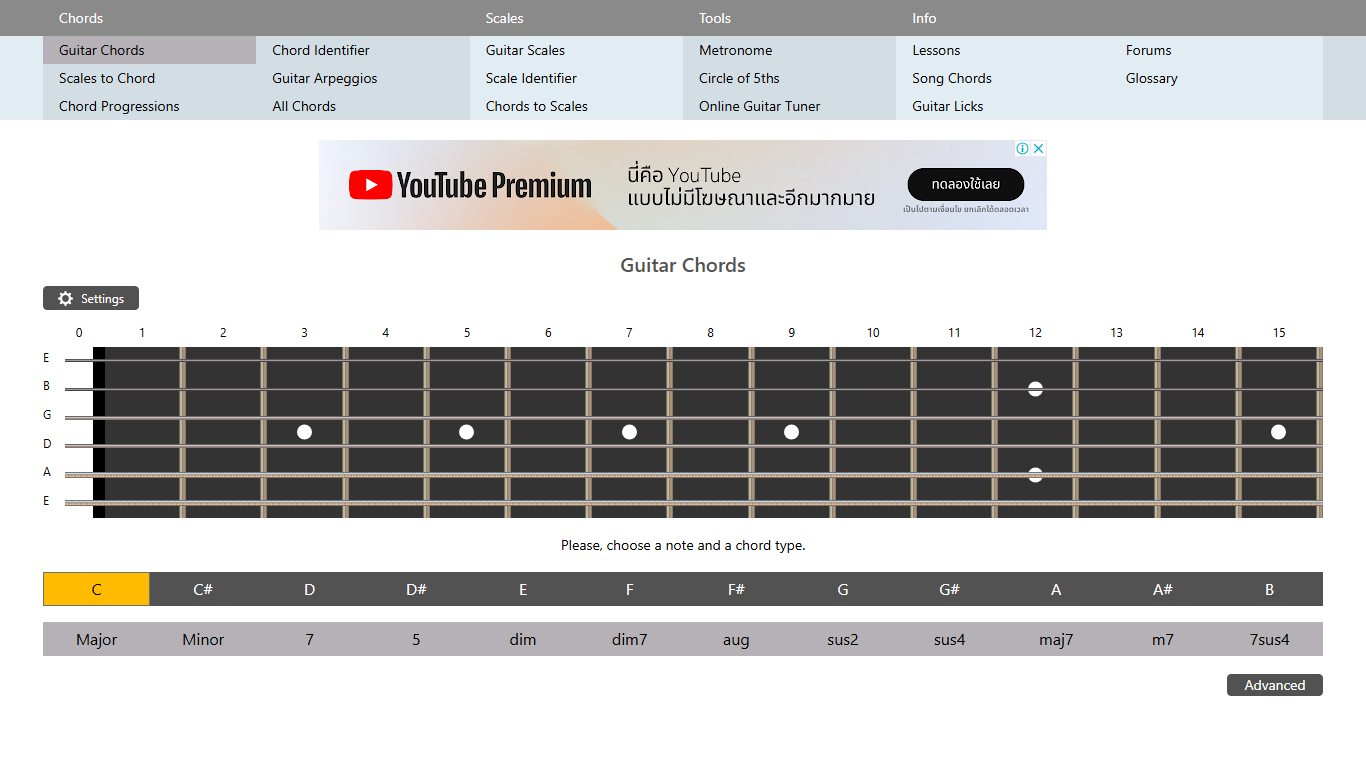 Chords Scales Tools Info
Guitar Chords Chord Identifier Guitar Scales Metronome Lessons Forums
Scales to Chord Guitar Arpeggios Scale Identifier Circle of 5ths Song Chords Glossary
Chord Progressions All Chords Chords to Scales Online Guitar Tuner Guitar Licks
YouTube Premium
นี่คือ YouTube
แบบไม่มีโฆษณาและอีกมากมาย
ทดลองใช้เลย
เป็นไปตามเงื่อนไข ยกเลิกได้ตลอดเวลา
Guitar Chords
Settings
0 1 2 3 4 5 6 7 8 9 10 11 12 13 14 15
E
B
G
D
A
E
Please, choose a note and a chord type.
C C# D D# E F F# G G# A A# B
Major Minor 7 5 dim dim7 aug sus2 sus4 maj7 m7 7sus4
Advanced